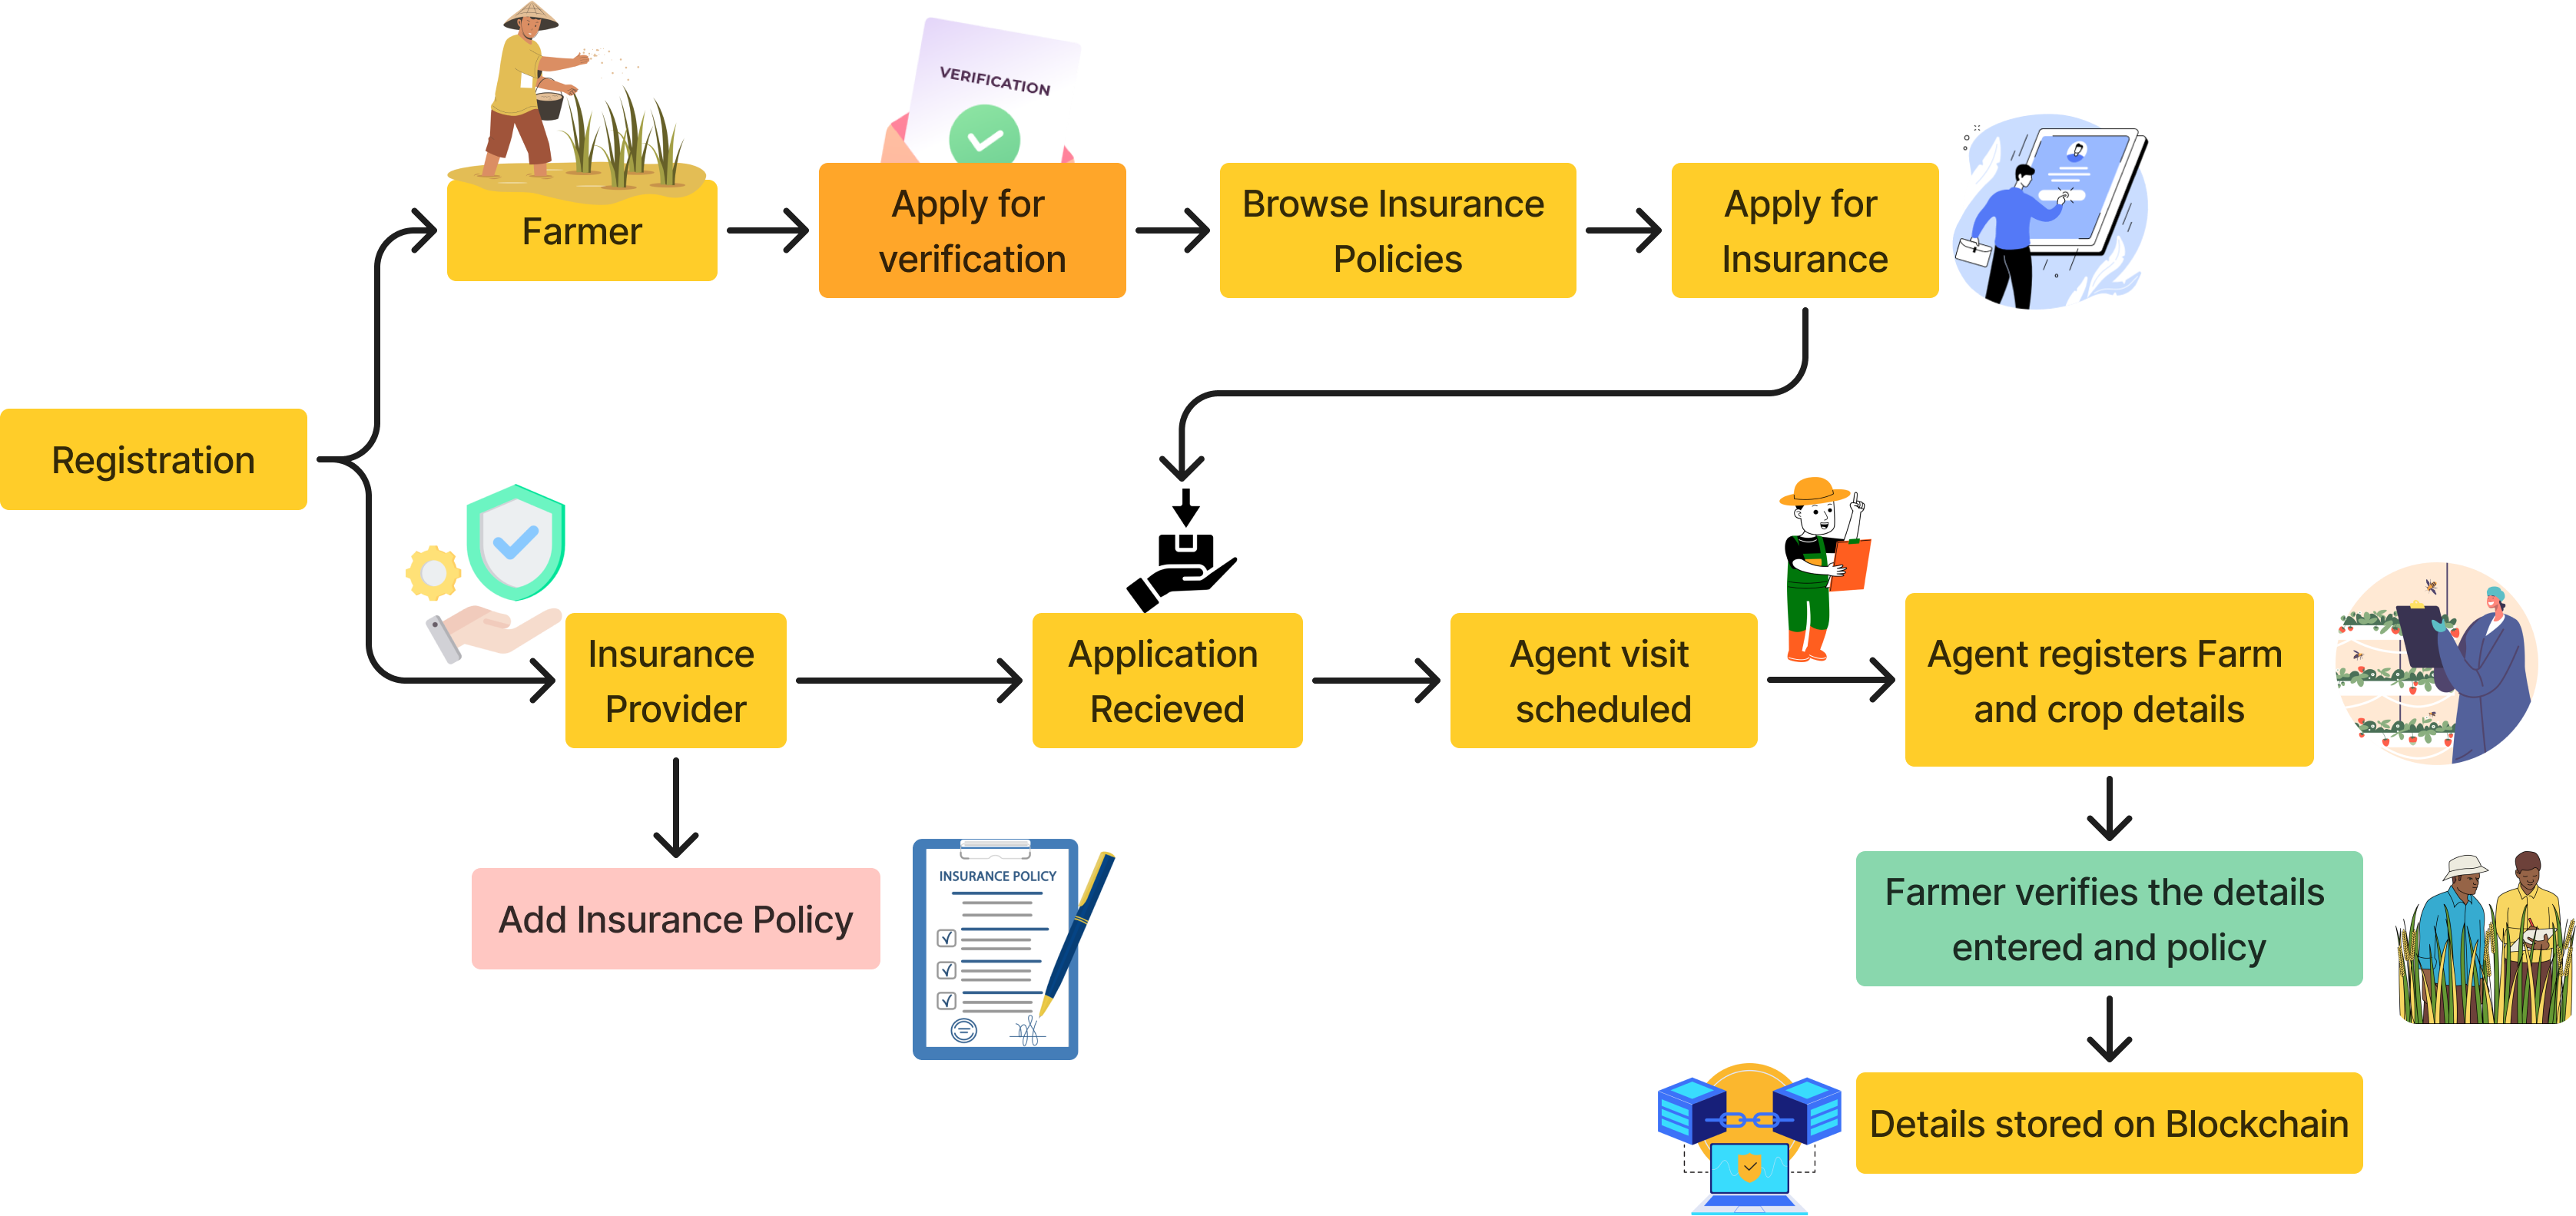 VERIFICATION
Farmer
Apply for
verification
Browse Insurance
Policies
Apply for
Insurance
Registration
Insurance
Provider
Application
Recieved
Agent visit
scheduled
Agent registers Farm
and crop details
Add Insurance Policy
INSURANCE POLICY
Farmer verifies the details
entered and policy
Details stored on Blockchain